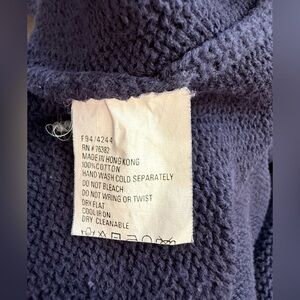 F94/4244
RN # 76382
MADE IN HONG KONG
100% COTTON
HAND WASH COLD SEPARATELY
DO NOT BLEACH
DO NOT WRING OR TWIST
DRY FLAT
COOL IRON
DRY CLEANABLE